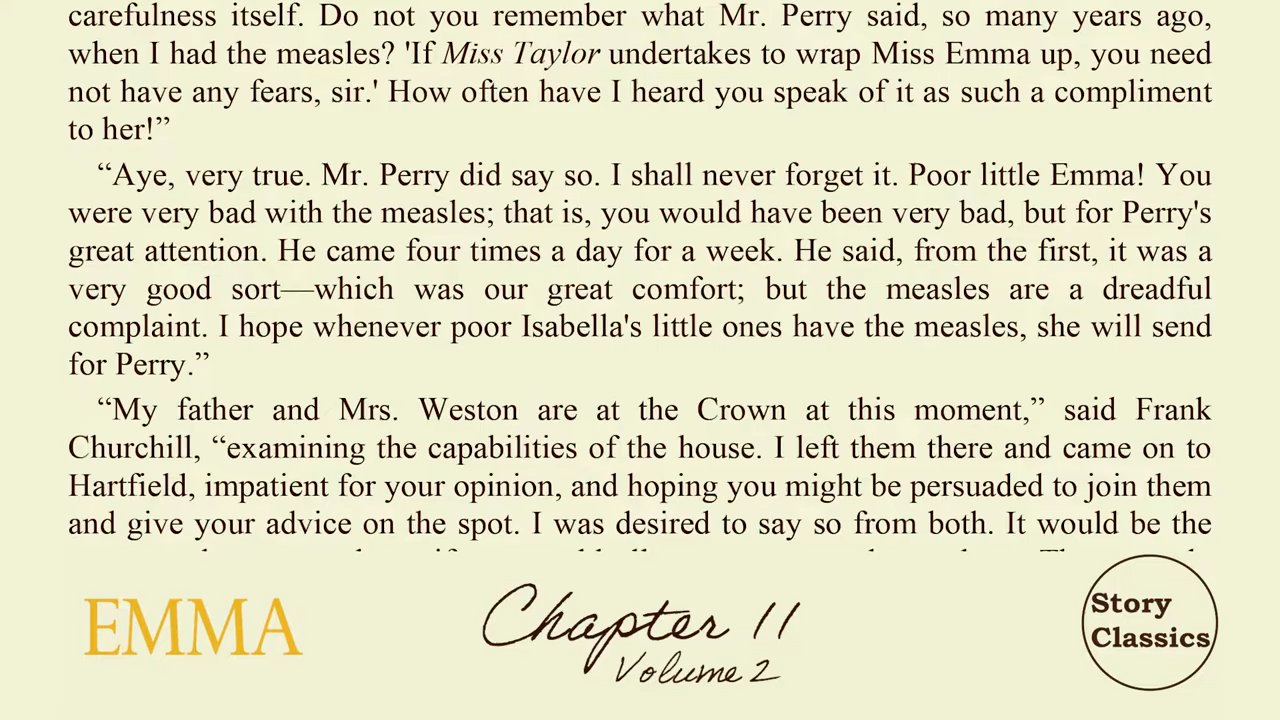 carefulness itself. Do not you remember what Mr. Perry said, so many years ago,
when I had the measles? 'If Miss Taylor undertakes to wrap Miss Emma up, you need
not have any fears, sir.' How often have I heard you speak of it as such a compliment
to her!”
“Aye, very true. Mr. Perry did say so. I shall never forget it. Poor little Emma! You
were very bad with the measles; that is, you would have been very bad, but for Perry's
great attention. He came four times a day for a week. He said, from the first, it was a
very good sort—which was our great comfort; but the measles are a dreadful
complaint. I hope whenever poor Isabella's little ones have the measles, she will send
for Perry.”
“My father and Mrs. Weston are at the Crown at this moment,” said Frank
Churchill, “examining the capabilities of the house. I left them there and came on to
Hartfield, impatient for your opinion, and hoping you might be persuaded to join them
and give your advice on the spot. I was desired to say so from both. It would be the
EMMA
Chapter 11
Volume 2
Story
Classics